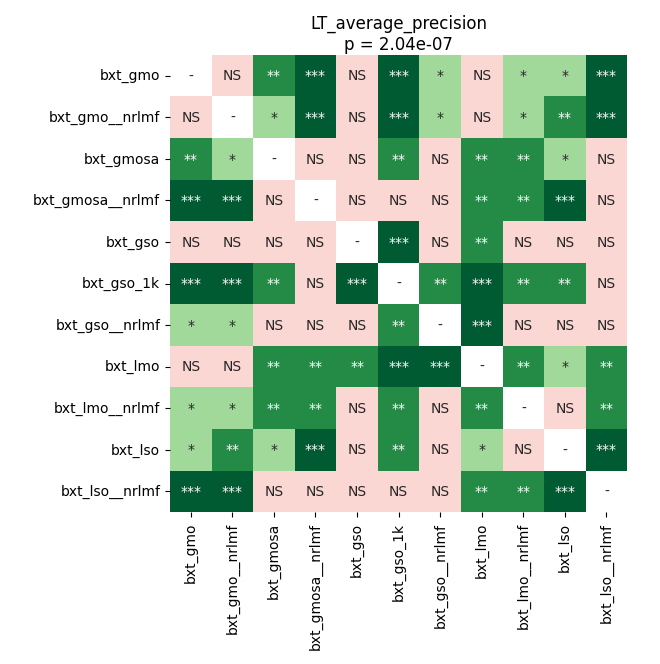 LT_average_precision
p = 2.04e-07
bxt_gmo - NS ** *** NS *** * NS * * ***
bxt_gmo__nrlmf NS - * *** NS *** * NS * ** ***
bxt_gmosa ** * - NS NS ** NS ** ** * NS
bxt_gmosa__nrlmf *** *** NS - NS NS NS ** ** *** NS
bxt_gso NS NS NS NS - *** NS ** NS NS NS
bxt_gso_1k *** *** ** NS *** - ** *** ** ** NS
bxt_gso__nrlmf * * NS NS NS ** - *** NS NS NS
bxt_lmo NS NS ** ** ** *** *** - ** * **
bxt_lmo__nrlmf * * ** ** NS ** NS ** - NS **
bxt_lso * ** * *** NS ** NS * NS - ***
bxt_lso__nrlmf *** *** NS NS NS NS NS ** ** *** -
bxt_gmo
bxt_gmo__nrlmf
bxt_gmosa
bxt_gmosa__nrlmf
bxt_gso
bxt_gso_1k
bxt_gso__nrlmf
bxt_lmo
bxt_lmo__nrlmf
bxt_lso
bxt_lso__nrlmf